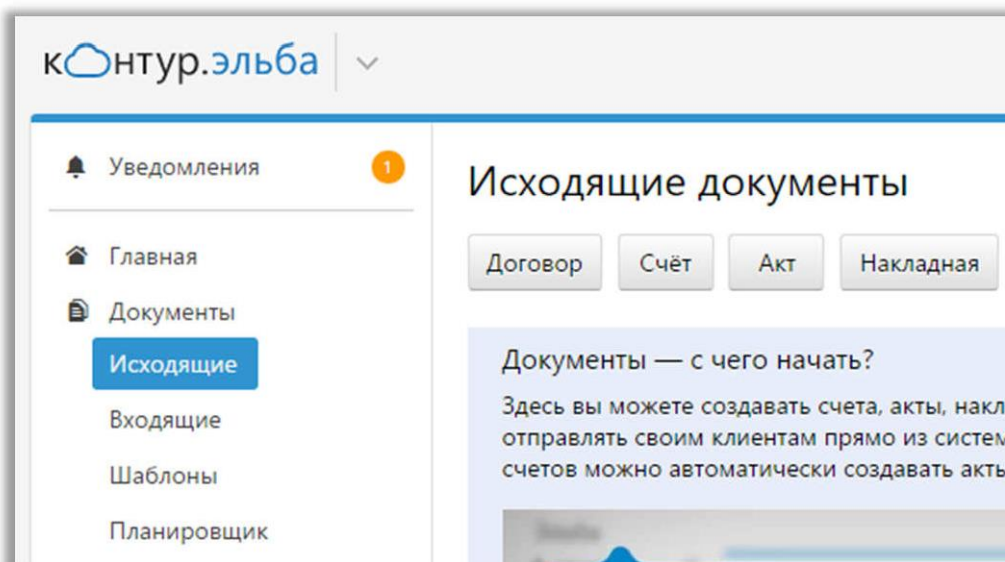 контур.эльба
Уведомления 1
Главная
Документы
Исходящие
Входящие
Шаблоны
Планировщик
Исходящие документы
Договор Счёт Акт Накладная
Документы — с чего начать?
Здесь вы можете создавать счета, акты, накл
отправлять своим клиентам прямо из систем
счетов можно автоматически создавать акты